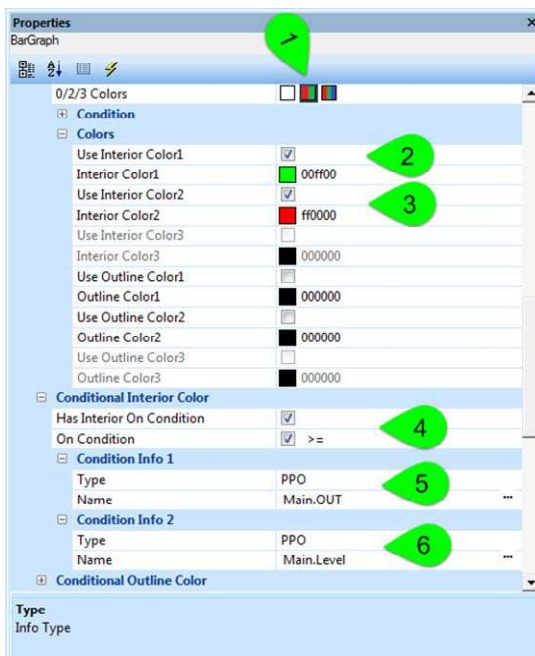 Properties x
BarGraph
1
0/2/3 Colors
Condition
Colors
Use Interior Color1 2
Interior Color1 00ff00
Use Interior Color2 3
Interior Color2 ff0000
Use Interior Color3
Interior Color3 000000
Use Outline Color1
Outline Color1 000000
Use Outline Color2
Outline Color2 000000
Use Outline Color3
Outline Color3 000000
Conditional Interior Color
Has Interior On Condition 4
On Condition >=
Condition Info 1
Type PPO 5
Name Main.OUT ...
Condition Info 2
Type PPO 6
Name Main.Level ...
Conditional Outline Color
Type
Info Type